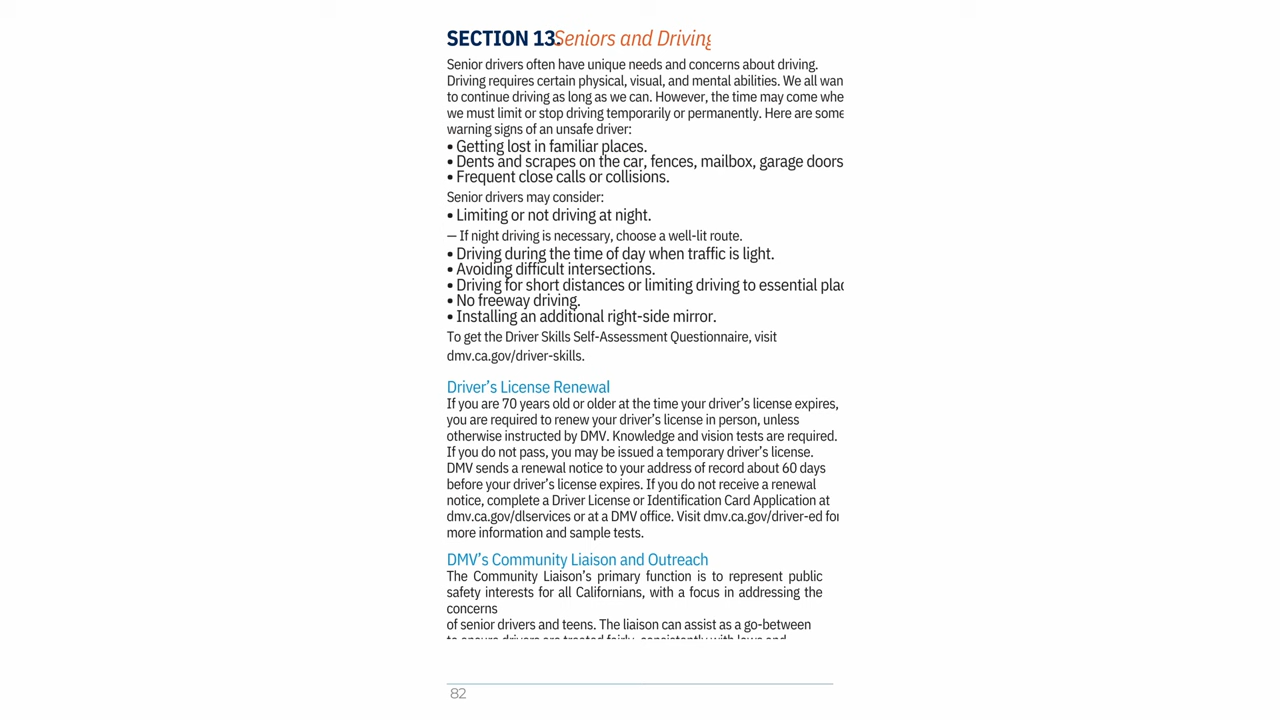 SECTION 13. Seniors and Driving
Senior drivers often have unique needs and concerns about driving.
Driving requires certain physical, visual, and mental abilities. We all wan
to continue driving as long as we can. However, the time may come whe
we must limit or stop driving temporarily or permanently. Here are some
warning signs of an unsafe driver:
• Getting lost in familiar places.
• Dents and scrapes on the car, fences, mailbox, garage doors
• Frequent close calls or collisions.
Senior drivers may consider:
• Limiting or not driving at night.
— If night driving is necessary, choose a well-lit route.
• Driving during the time of day when traffic is light.
• Avoiding difficult intersections.
• Driving for short distances or limiting driving to essential plac
• No freeway driving.
• Installing an additional right-side mirror.
To get the Driver Skills Self-Assessment Questionnaire, visit
dmv.ca.gov/driver-skills.
Driver's License Renewal
If you are 70 years old or older at the time your driver's license expires,
you are required to renew your driver's license in person, unless
otherwise instructed by DMV. Knowledge and vision tests are required.
If you do not pass, you may be issued a temporary driver's license.
DMV sends a renewal notice to your address of record about 60 days
before your driver's license expires. If you do not receive a renewal
notice, complete a Driver License or Identification Card Application at
dmv.ca.gov/dlservices or at a DMV office. Visit dmv.ca.gov/driver-ed for
more information and sample tests.
DMV's Community Liaison and Outreach
The Community Liaison's primary function is to represent public
safety interests for all Californians, with a focus in addressing the
concerns
of senior drivers and teens. The liaison can assist as a go-between
to ensure drivers are treated fairly, consistently with laws and
82